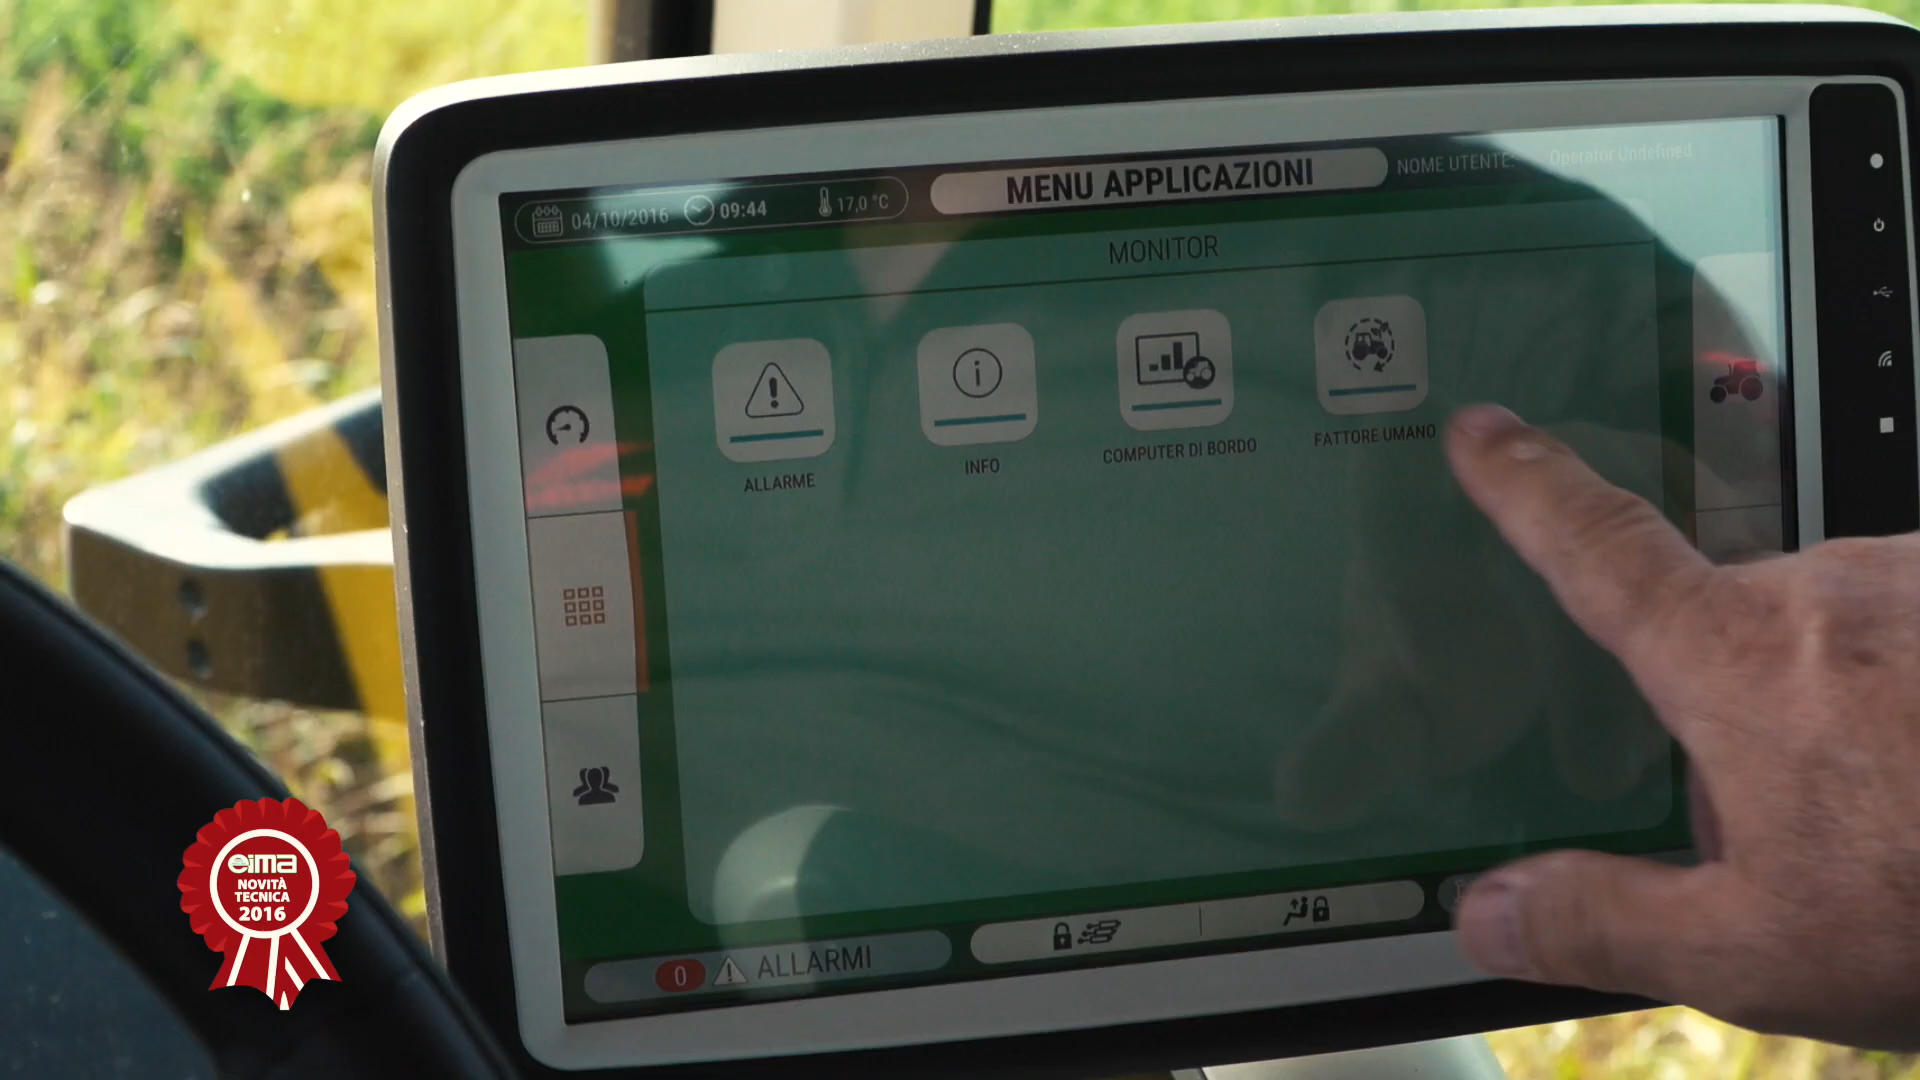 04/10/2016 09:44 17,0 °C
MENU APPLICAZIONI
NOME UTENTE: Operator Undefined
MONITOR
ALLARME
INFO
COMPUTER DI BORDO
FATTORE UMANO
0 ALLARMI
eima
NOVITÀ
TECNICA
2016